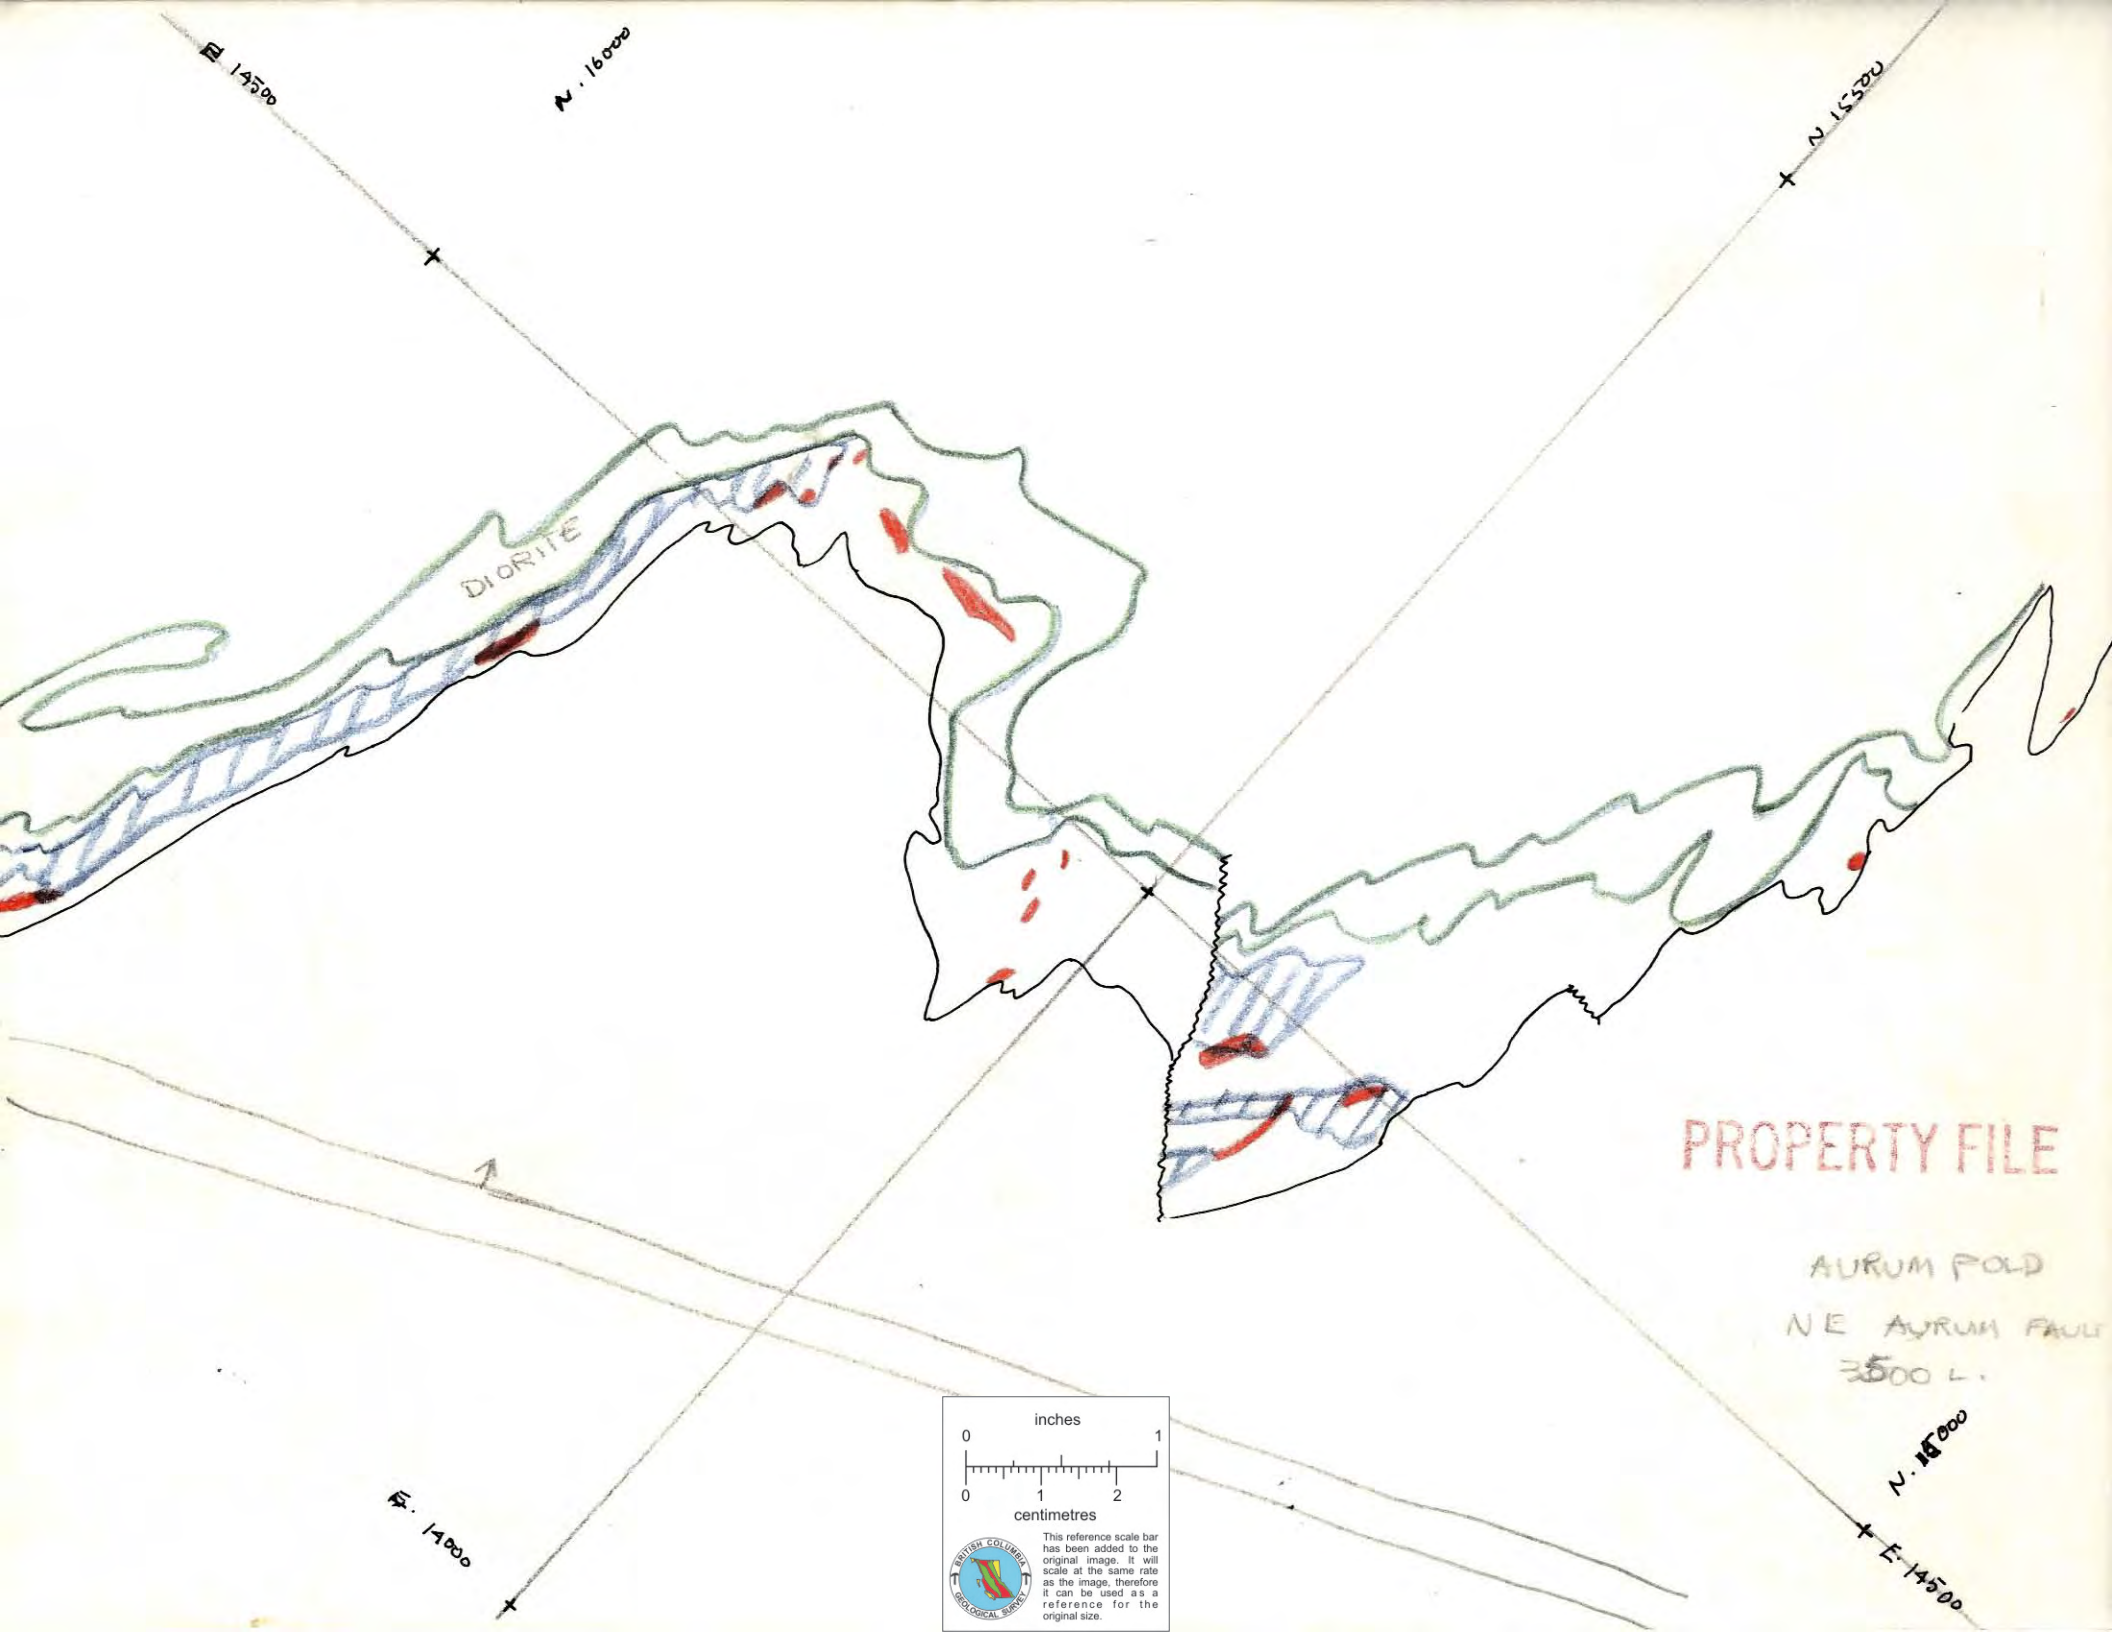 E 14500
N. 16000
N 15500
DIORITE
PROPERTY FILE
AURUM FOLD
NE AURUM FAULT
3500 L.
N. 15000
E. 14000
E. 14500
inches
0 1
0 1 2
centimetres
This reference scale bar
has been added to the
original image. It will
scale at the same rate
as the image, therefore
it can be used as a
reference for the
original size.
BRITISH COLUMBIA
GEOLOGICAL SURVEY